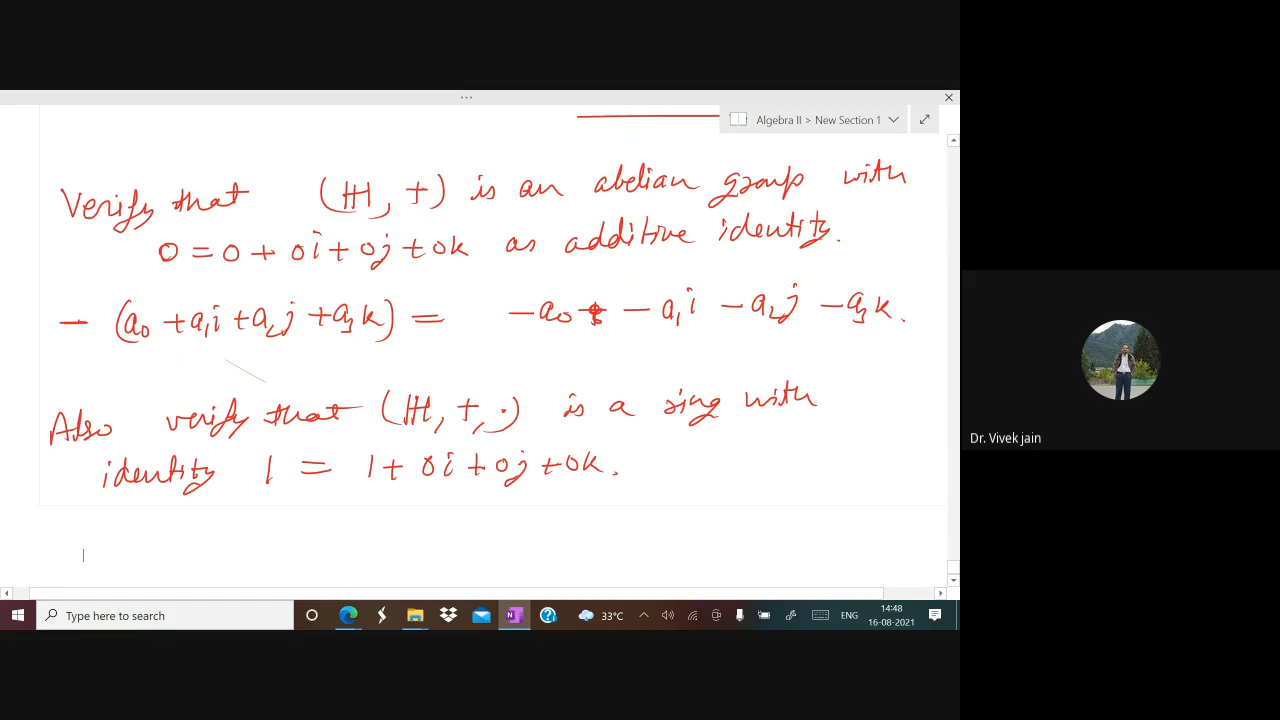 Algebra II > New Section 1
Verify that (ℍ, +) is an abelian group with
0 = 0 + 0i + 0j + 0k as additive identity.
- (a₀ + a₁i + a₂j + a₃k) = -a₀ - a₁i - a₂j - a₃k.
Also verify that (ℍ, +, ·) is a ring with
identity 1 = 1 + 0i + 0j + 0k.
Dr. Vivek jain
Type here to search
33°C
ENG
14:48
16-08-2021